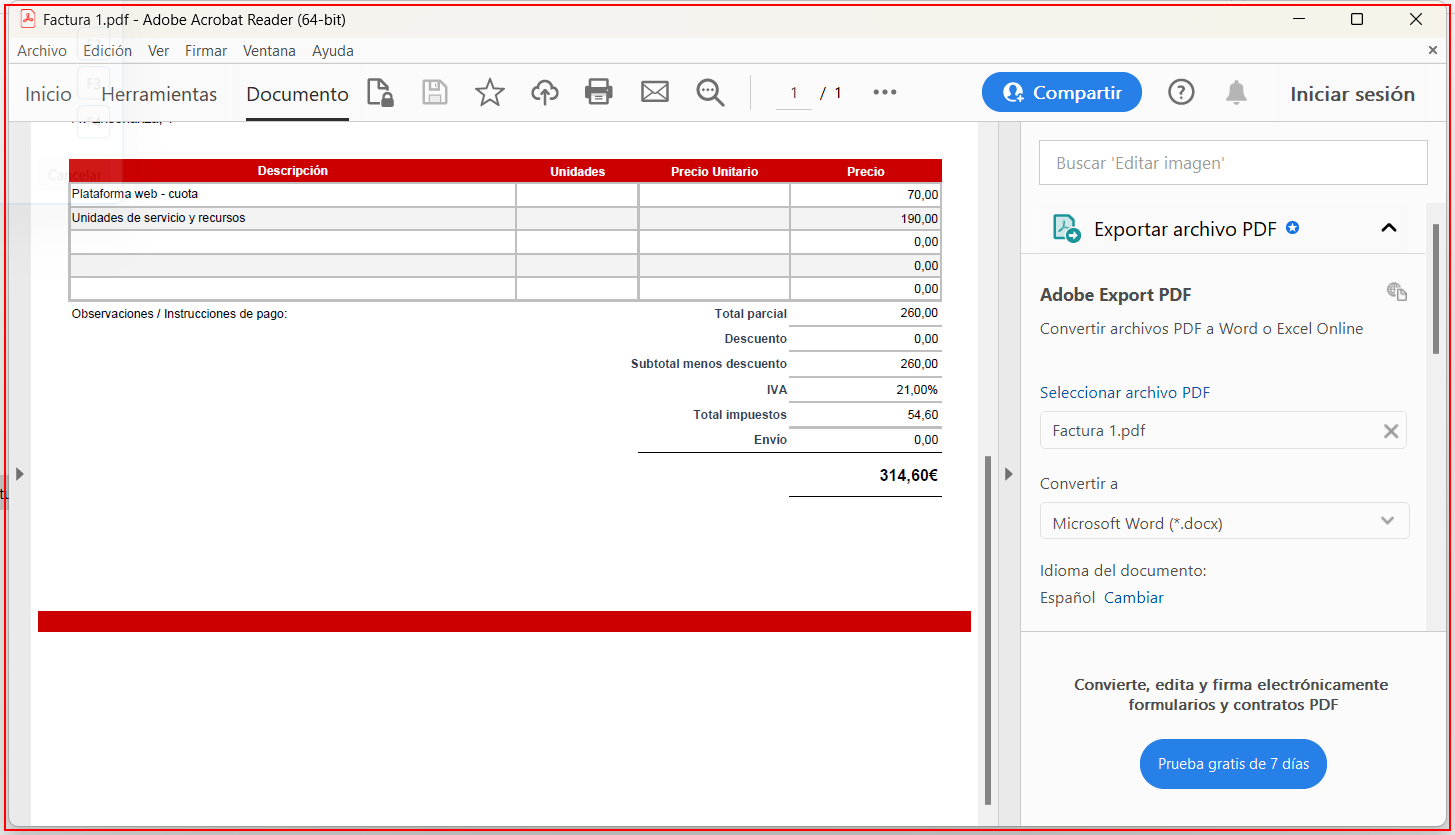 Factura 1.pdf - Adobe Acrobat Reader (64-bit)
Archivo Edición Ver Firmar Ventana Ayuda
Inicio Herramientas Documento 1 / 1 Compartir Iniciar sesión
F3
Cancelar
Descripción Unidades Precio Unitario Precio
Plataforma web - cuota 70,00
Unidades de servicio y recursos 190,00
0,00
0,00
0,00
Observaciones / Instrucciones de pago: Total parcial 260,00
Descuento 0,00
Subtotal menos descuento 260,00
IVA 21,00%
Total impuestos 54,60
Envío 0,00
314,60€
Buscar 'Editar imagen'
Exportar archivo PDF
Adobe Export PDF
Convertir archivos PDF a Word o Excel Online
Seleccionar archivo PDF
Factura 1.pdf
Convertir a
Microsoft Word (*.docx)
Idioma del documento:
Español Cambiar
Convierte, edita y firma electrónicamente
formularios y contratos PDF
Prueba gratis de 7 días